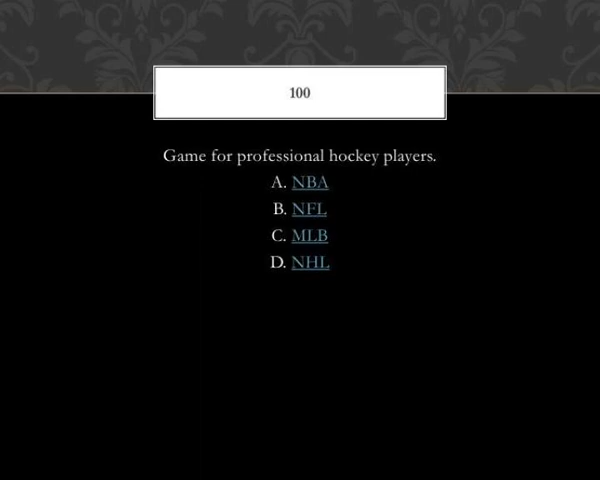 100
Game for professional hockey players.
A. NBA
B. NFL
C. MLB
D. NHL